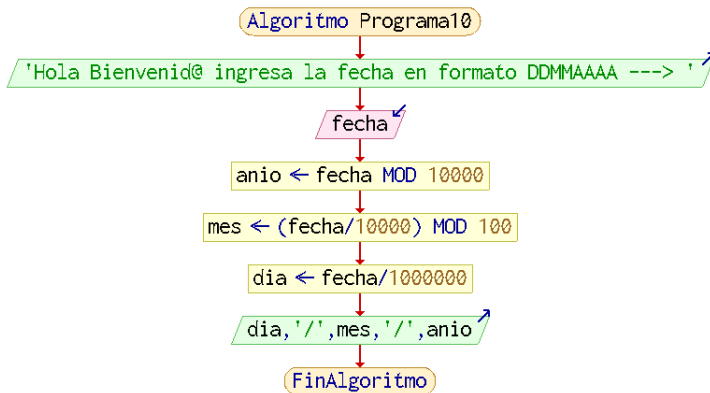 Algoritmo Programa10
'Hola Bienvenid@ ingresa la fecha en formato DDMMAAAA ---> '
fecha
anio ← fecha MOD 10000
mes ← (fecha/10000) MOD 100
dia ← fecha/1000000
dia,'/',mes,'/',anio
FinAlgoritmo